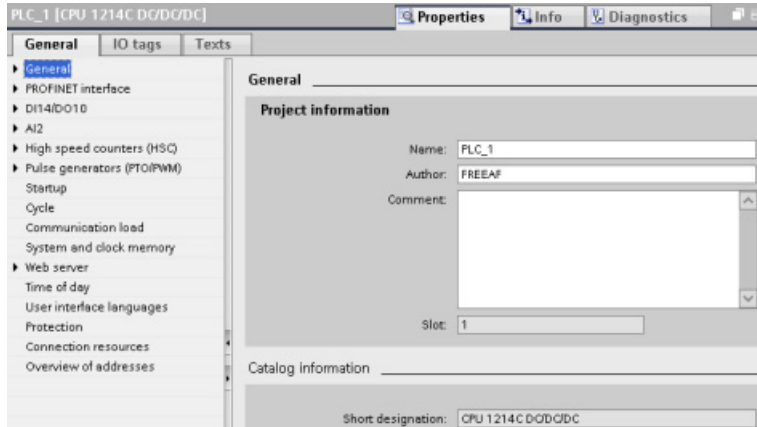 PLC_1 [CPU 1214C DC/DC/DC]
Properties
Info
Diagnostics
General
IO tags
Texts
General
PROFINET interface
DI14/DO10
AI2
High speed counters (HSC)
Pulse generators (PTO/PWM)
Startup
Cycle
Communication load
System and clock memory
Web server
Time of day
User interface languages
Protection
Connection resources
Overview of addresses
General
Project information
Name: PLC_1
Author: FREEAF
Comment:
Slot: 1
Catalog information
Short designation: CPU 1214C DC/DC/DC